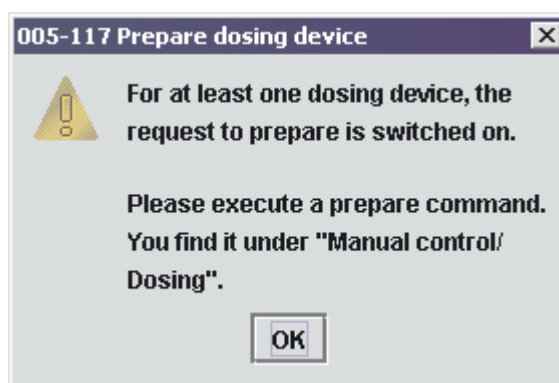 005-117 Prepare dosing device
For at least one dosing device, the
request to prepare is switched on.
Please execute a prepare command.
You find it under "Manual control/
Dosing".
OK